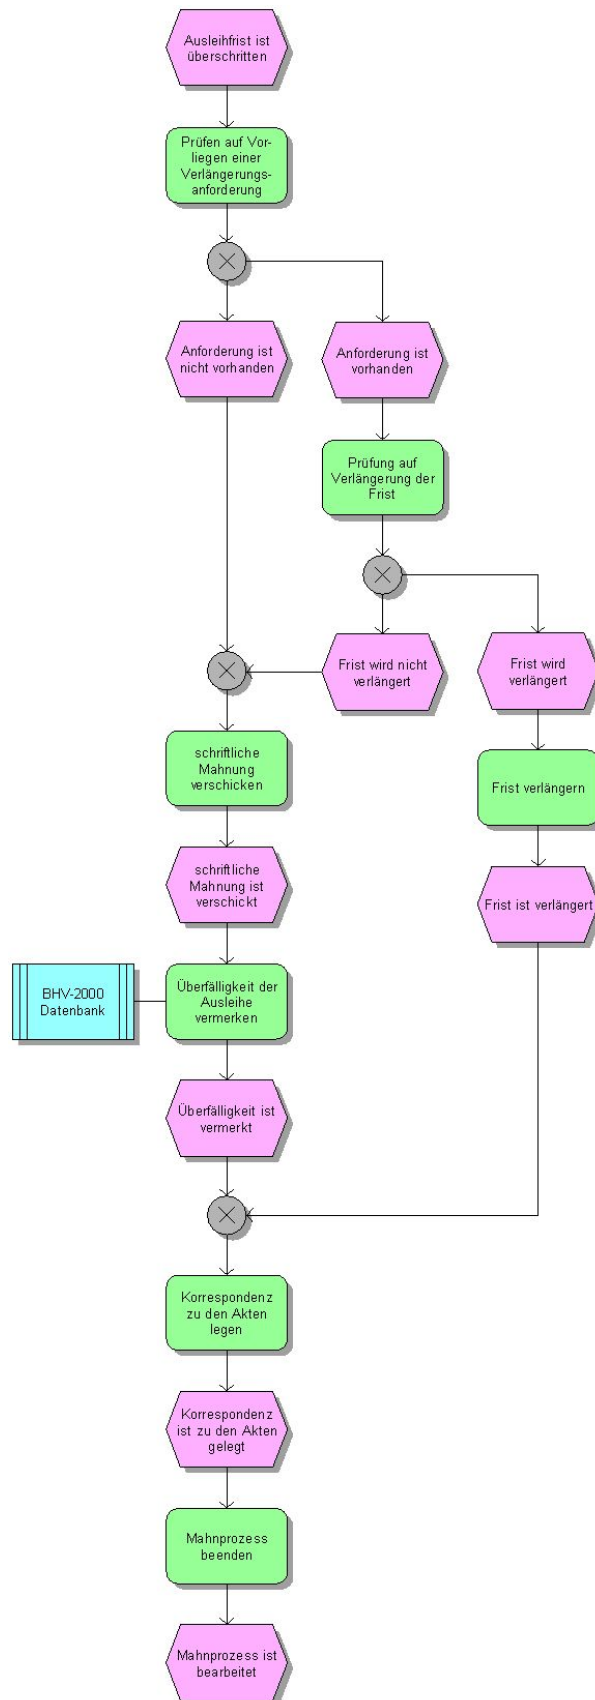 Ausleihfrist ist
überschritten
Prüfen auf Vor-
liegen einer
Verlängerungs-
anforderung
Anforderung ist
nicht vorhanden
Anforderung ist
vorhanden
Prüfung auf
Verlängerung der
Frist
Frist wird nicht
verlängert
Frist wird
verlängert
schriftliche
Mahnung
verschicken
Frist verlängern
schriftliche
Mahnung ist
verschickt
Frist ist verlängert
BHV-2000
Datenbank
Überfälligkeit der
Ausleihe
vermerken
Überfälligkeit ist
vermerkt
Korrespondenz
zu den Akten
legen
Korrespondenz
ist zu den Akten
gelegt
Mahnprozess
beenden
Mahnprozess ist
bearbeitet